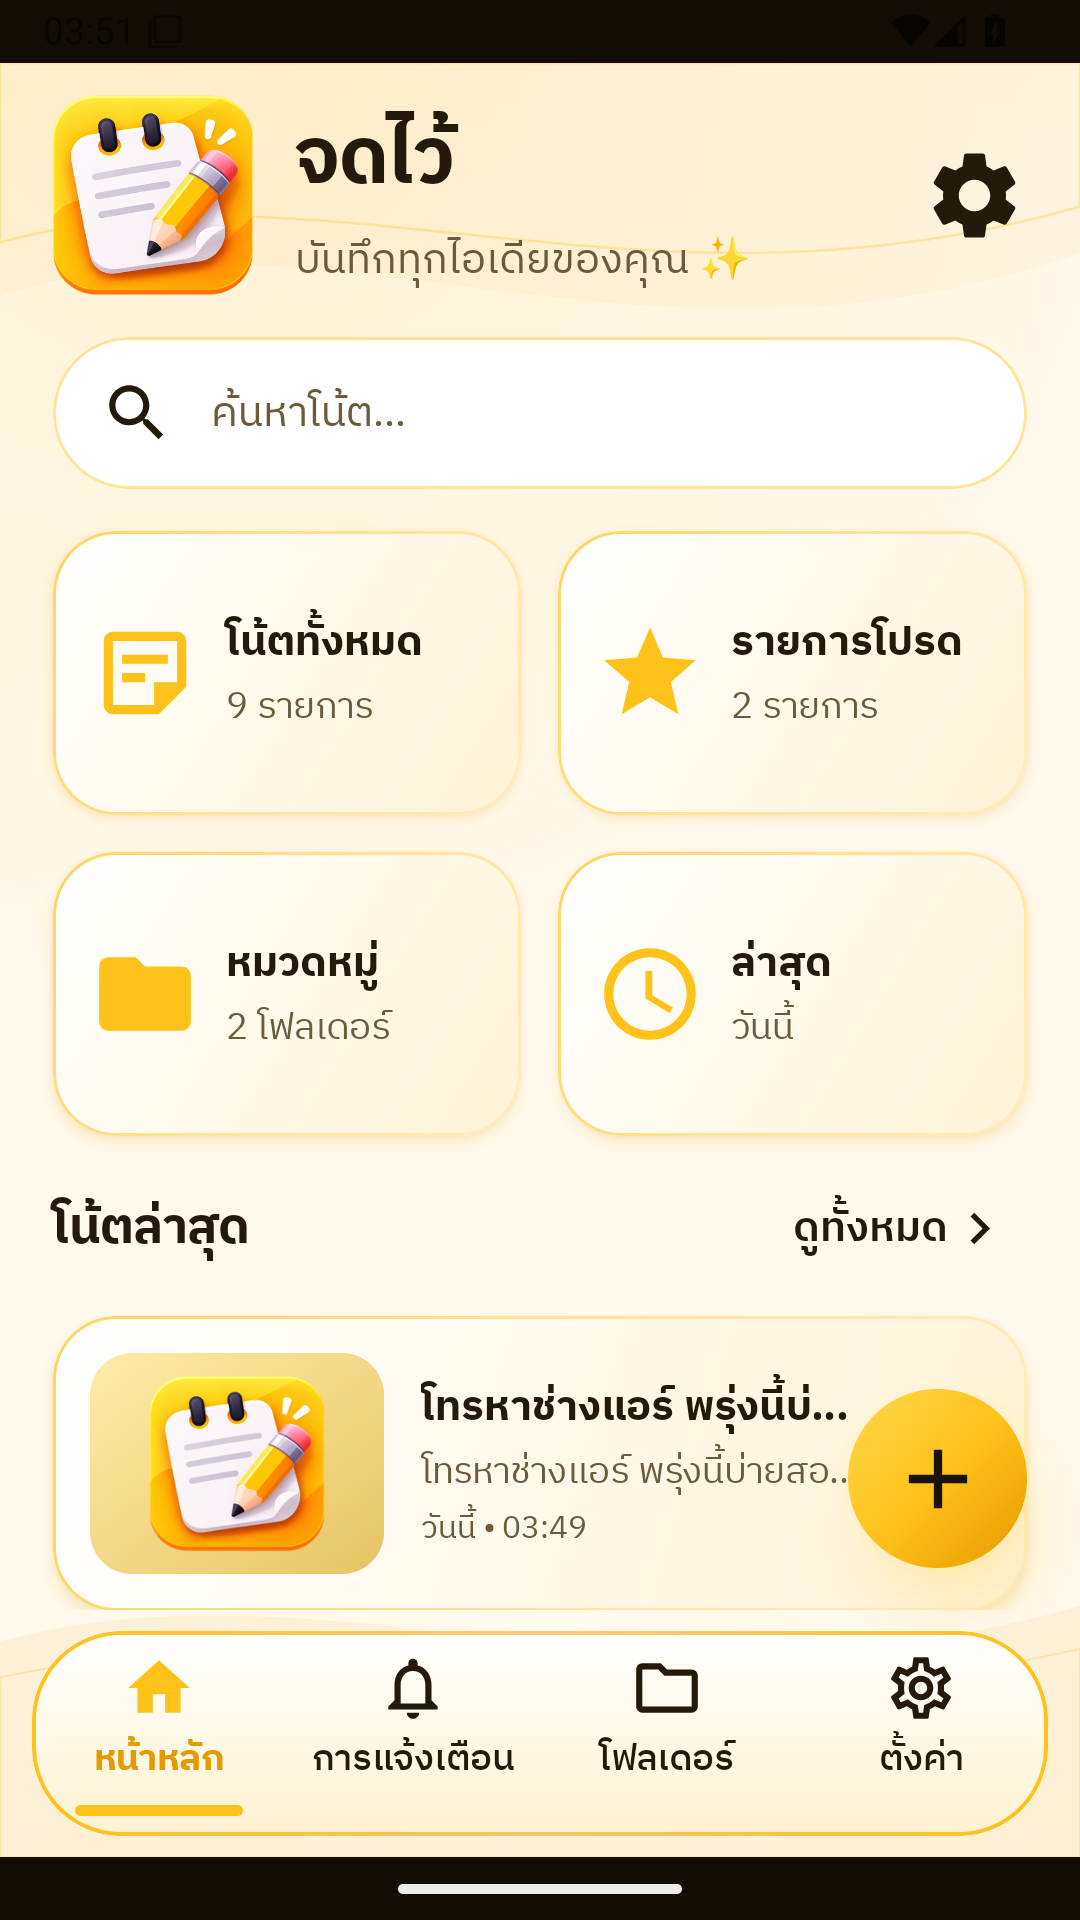 03:51
จดไว้
บันทึกทุกไอเดียของคุณ ✨
ค้นหาโน้ต...
โน้ตทั้งหมด
9 รายการ
รายการโปรด
2 รายการ
หมวดหมู่
2 โฟลเดอร์
ล่าสุด
วันนี้
โน้ตล่าสุด
ดูทั้งหมด
โทรหาช่างแอร์ พรุ่งนี้บ่...
โทรหาช่างแอร์ พรุ่งนี้บ่ายสอ..
วันนี้ • 03:49
หน้าหลัก
การแจ้งเตือน
โฟลเดอร์
ตั้งค่า